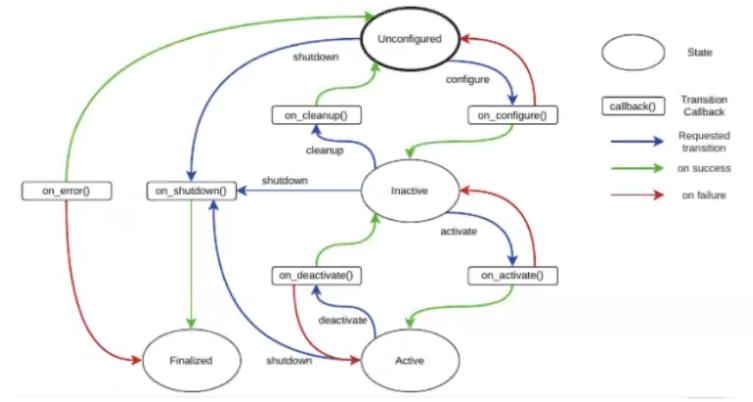 Unconfigured
State
shutdown
configure
callback()
Transition
Callback
on_cleanup()
on_configure()
Requested
transition
cleanup
on success
on_error()
on_shutdown()
shutdown
Inactive
on failure
activate
on_deactivate()
on_activate()
deactivate
Finalized
shutdown
Active